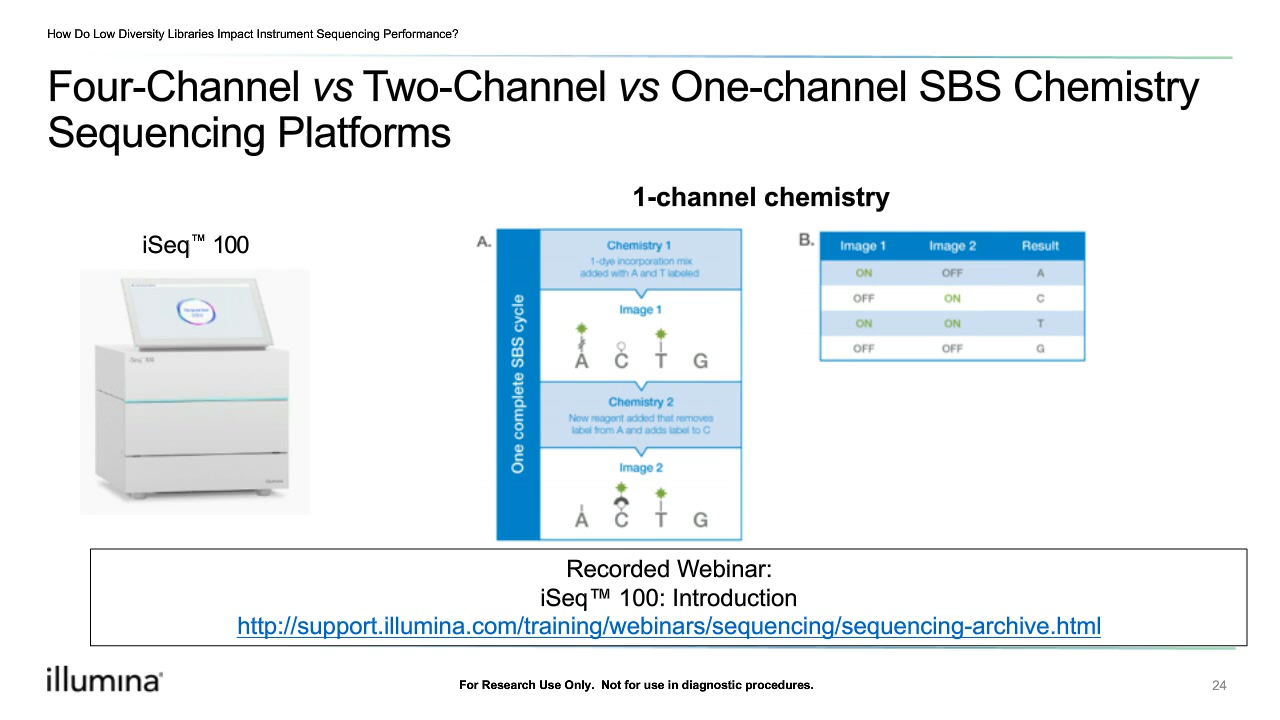 How Do Low Diversity Libraries Impact Instrument Sequencing Performance?
Four-Channel vs Two-Channel vs One-channel SBS Chemistry
Sequencing Platforms
1-channel chemistry
iSeq™ 100
A.
One complete SBS cycle
Chemistry 1
1-dye incorporation mix
added with A and T labeled
Image 1
A C T G
Chemistry 2
New reagent added that removes
label from A and adds label to C
Image 2
A C T G
B.
Image 1 Image 2 Result
ON OFF A
OFF ON C
ON ON T
OFF OFF G
Recorded Webinar:
iSeq™ 100: Introduction
http://support.illumina.com/training/webinars/sequencing/sequencing-archive.html
illumina®
For Research Use Only. Not for use in diagnostic procedures.
24